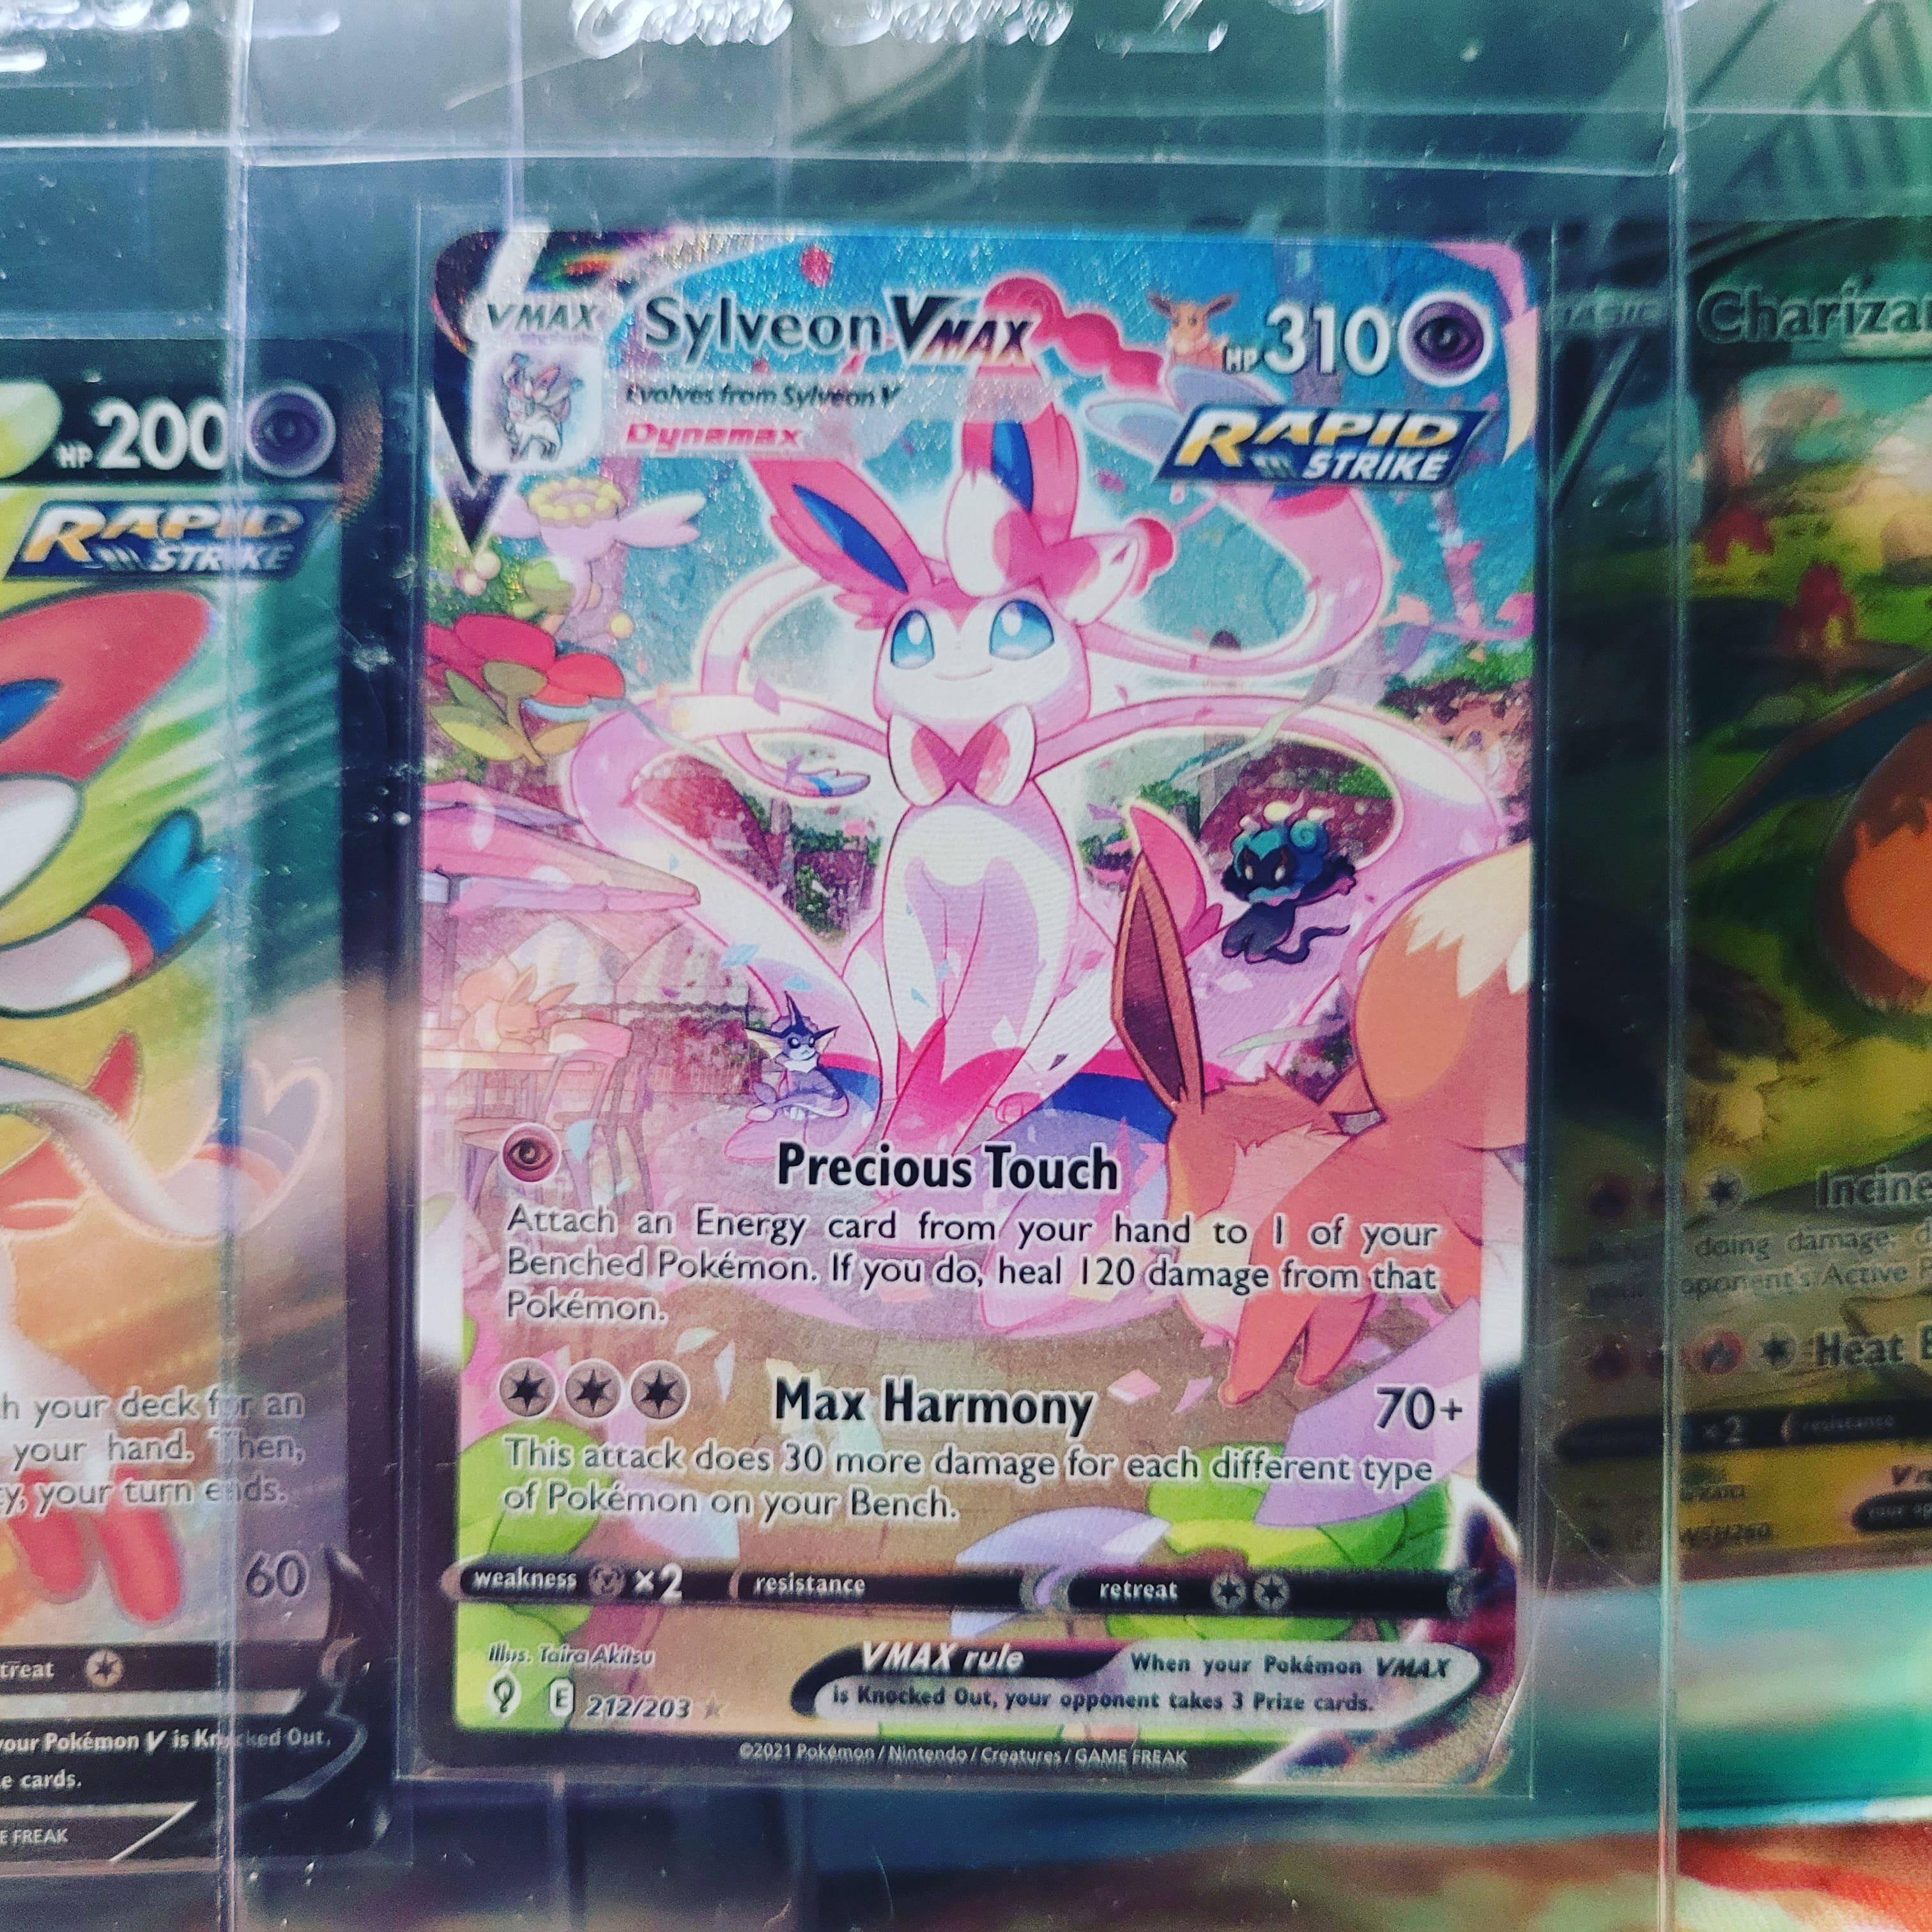 VMAX
Sylveon VMAX
HP 310
Evolves from Sylveon V
Dynamax
RAPID
STRIKE
Precious Touch
Attach an Energy card from your hand to 1 of your
Benched Pokémon. If you do, heal 120 damage from that
Pokémon.
Max Harmony 70+
This attack does 30 more damage for each different type
of Pokémon on your Bench.
weakness ×2 resistance retreat
Illus. Taira Akitsu
E 212/203
VMAX rule When your Pokémon VMAX
is Knocked Out, your opponent takes 3 Prize cards.
©2021 Pokémon / Nintendo / Creatures / GAME FREAK
HP 200
RAPID
STRIKE
your deck for an
your hand. Then,
your turn ends.
60
your Pokémon V is Knocked Out,
cards.
FREAK
BASIC
doing damage
Heat
×2 resistance